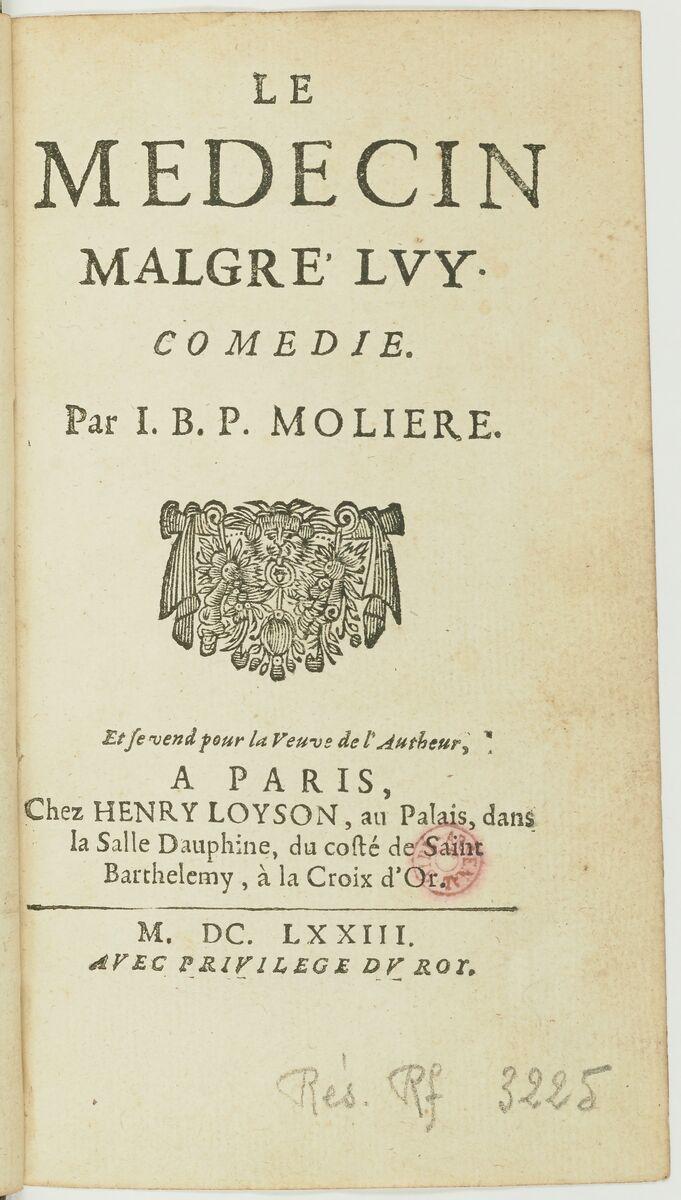 LE
MEDECIN
MALGRE' LVY.
COMEDIE.
Par I. B. P. MOLIERE.
Et se vend pour la Veuve de l'Autheur,
A PARIS,
Chez HENRY LOYSON, au Palais, dans
la Salle Dauphine, du costé de Saint
Barthelemy, à la Croix d'Or.
M. DC. LXXIII.
AVEC PRIVILEGE DV ROY.
Rés. Rf 3225